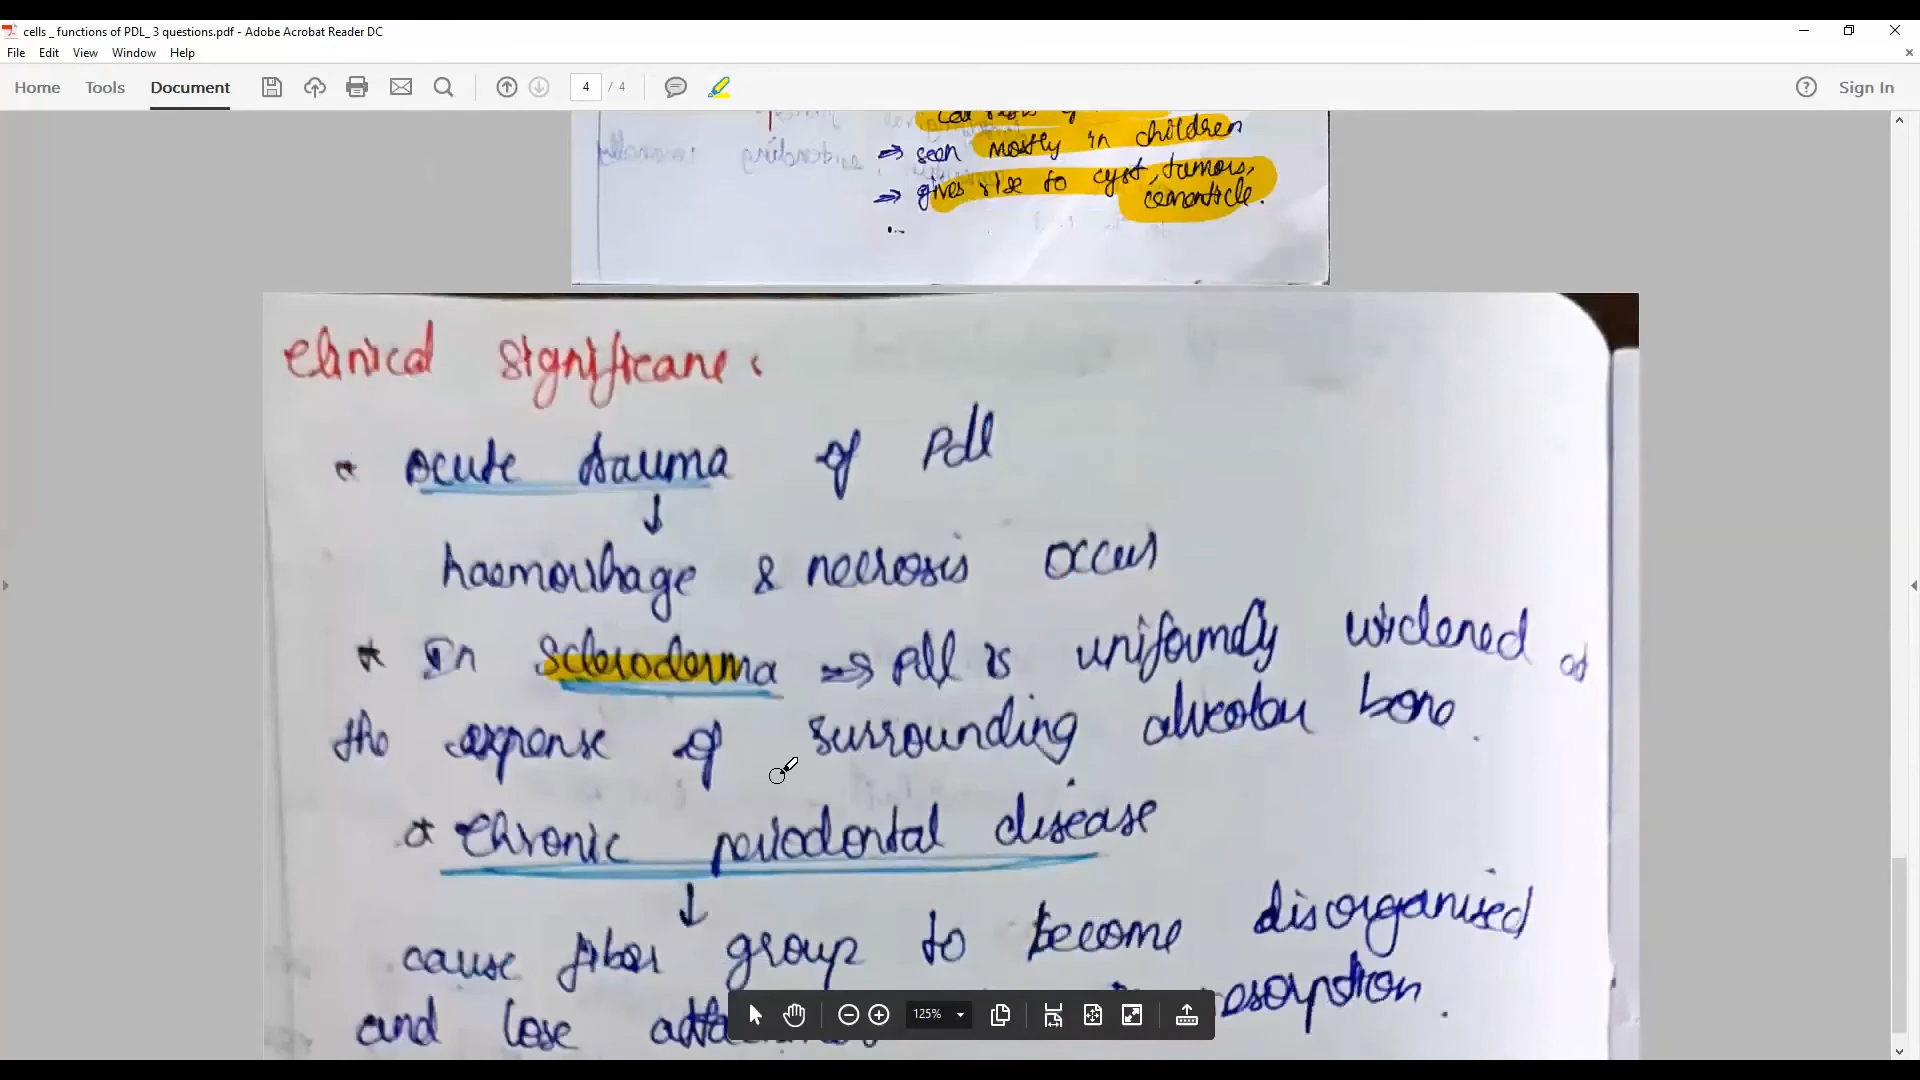 cells _ functions of PDL_ 3 questions.pdf - Adobe Acrobat Reader DC
File Edit View Window Help
Home Tools Document 4 / 4 Sign In
⇒ seen mostly in children
⇒ gives rise to cyst, tumors,
cementicle.
Clinical significane :
* acute trauma of Pdl
↓
haemorrhage & necrosis occur
* In Scleroderma ⇒ Pdl is uniformly widened at
the expense of surrounding alveolar bone.
* Chronic periodontal disease
↓
cause fiber group to become disorganised
and lose resorption.
125%